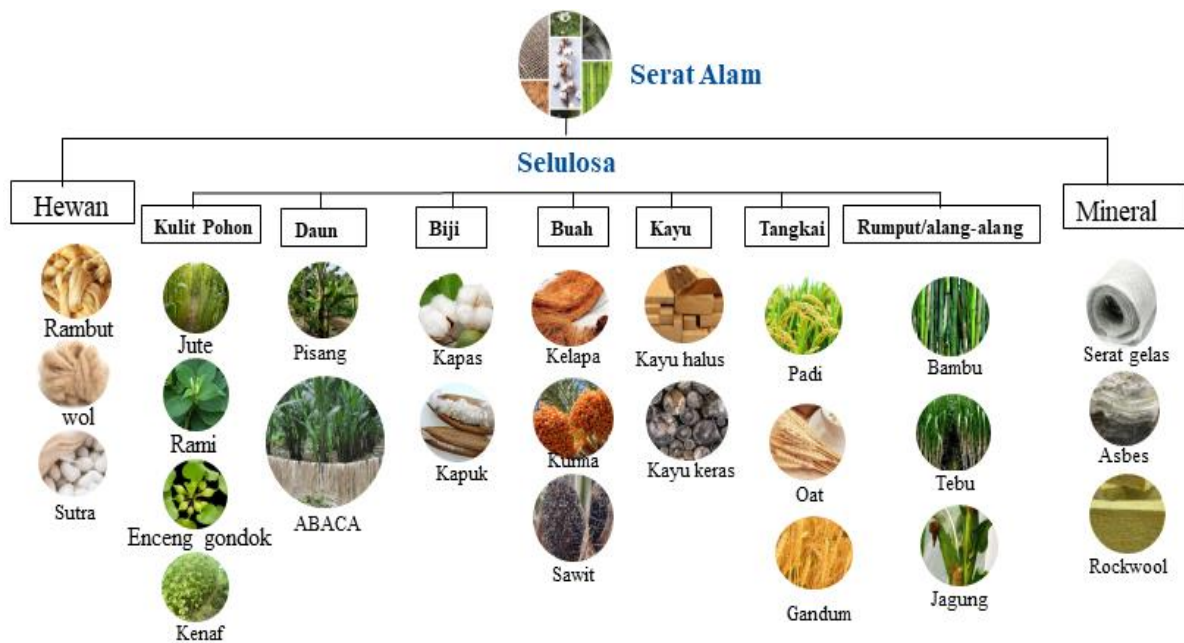 Serat Alam
Selulosa
Hewan
Kulit Pohon
Daun
Biji
Buah
Kayu
Tangkai
Rumput/alang-alang
Mineral
Rambut
wol
Sutra
Jute
Rami
Enceng gondok
Kenaf
Pisang
ABACA
Kapas
Kapuk
Kelapa
Kurma
Sawit
Kayu halus
Kayu keras
Padi
Oat
Gandum
Bambu
Tebu
Jagung
Serat gelas
Asbes
Rockwool